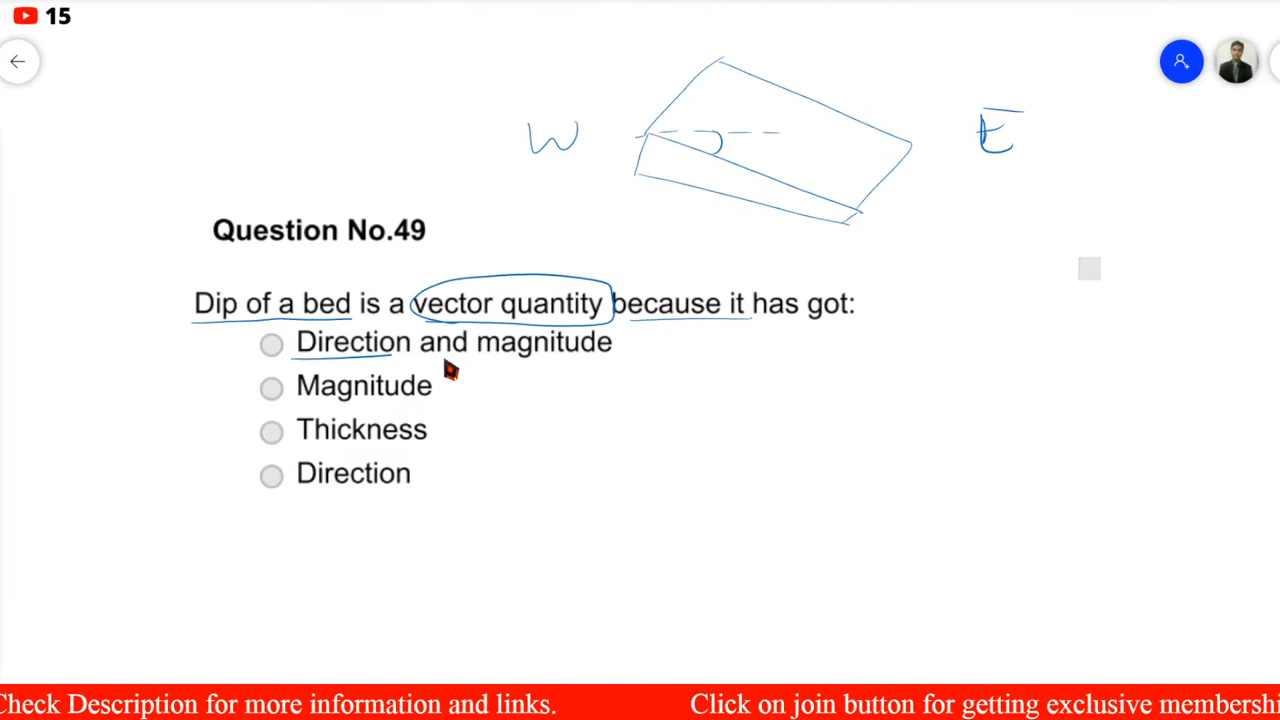 15
W
E
Question No.49
Dip of a bed is a vector quantity because it has got:
Direction and magnitude
Magnitude
Thickness
Direction
Check Description for more information and links.
Click on join button for getting exclusive